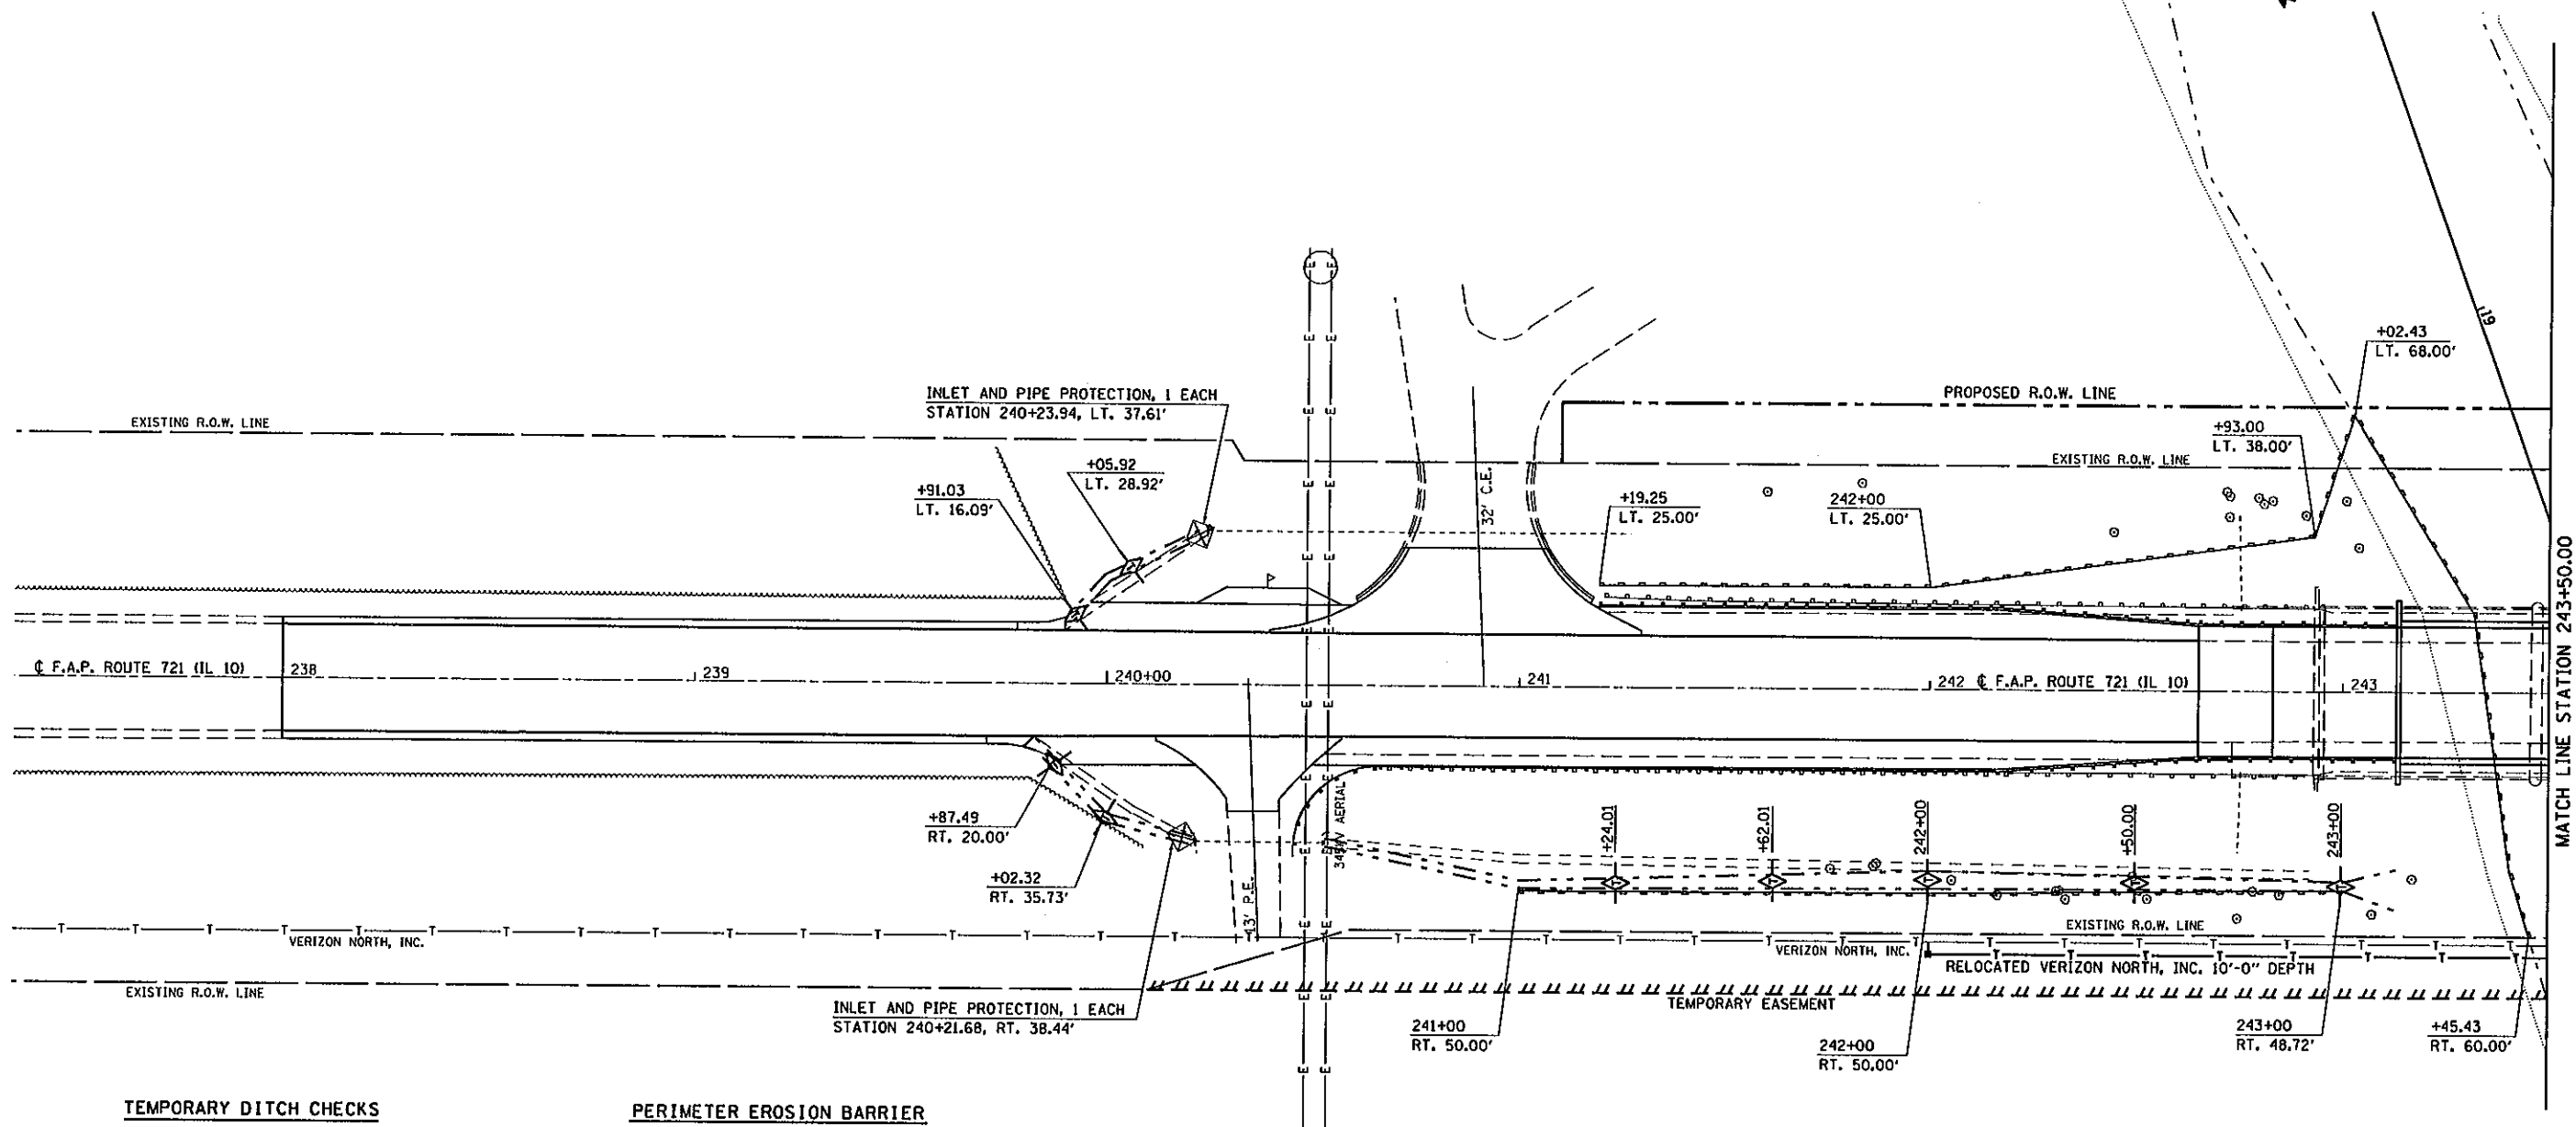 +02.43
LT. 68.00'
19
INLET AND PIPE PROTECTION, 1 EACH
STATION 240+23.94, LT. 37.61'
PROPOSED R.O.W. LINE
EXISTING R.O.W. LINE
+93.00
LT. 38.00'
EXISTING R.O.W. LINE
+05.92
LT. 28.92'
+91.03
LT. 16.09'
32' C.E.
+19.25
LT. 25.00'
242+00
LT. 25.00'
P
E E
MATCH LINE STATION 243+50.00
℄ F.A.P. ROUTE 721 (IL 10)
238
239
240+00
241
242 ℄ F.A.P. ROUTE 721 (IL 10)
243
+87.49
RT. 20.00'
+02.32
RT. 35.73'
13' P.E.
AERIAL
+24.01
+62.01
242+00
+50.00
243+00
T
VERIZON NORTH, INC.
EXISTING R.O.W. LINE
VERIZON NORTH, INC.
RELOCATED VERIZON NORTH, INC. 10'-0" DEPTH
EXISTING R.O.W. LINE
TEMPORARY EASEMENT
INLET AND PIPE PROTECTION, 1 EACH
STATION 240+21.68, RT. 38.44'
241+00
RT. 50.00'
242+00
RT. 50.00'
243+00
RT. 48.72'
+45.43
RT. 60.00'
TEMPORARY DITCH CHECKS
PERIMETER EROSION BARRIER